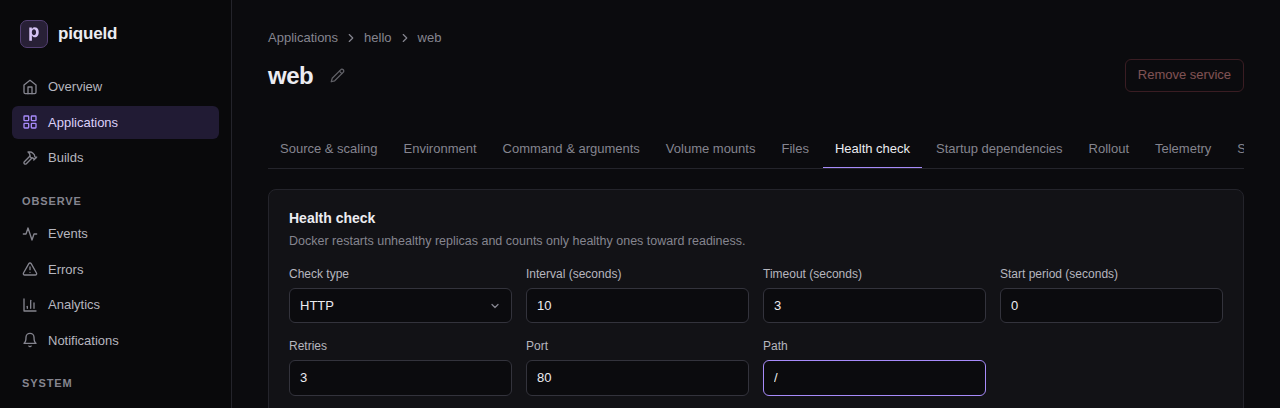 p piqueld
Overview
Applications
Builds
OBSERVE
Events
Errors
Analytics
Notifications
SYSTEM
Applications > hello > web
web
Remove service
Source & scaling Environment Command & arguments Volume mounts Files Health check Startup dependencies Rollout Telemetry S
Health check
Docker restarts unhealthy replicas and counts only healthy ones toward readiness.
Check type Interval (seconds) Timeout (seconds) Start period (seconds)
HTTP 10 3 0
Retries Port Path
3 80 /